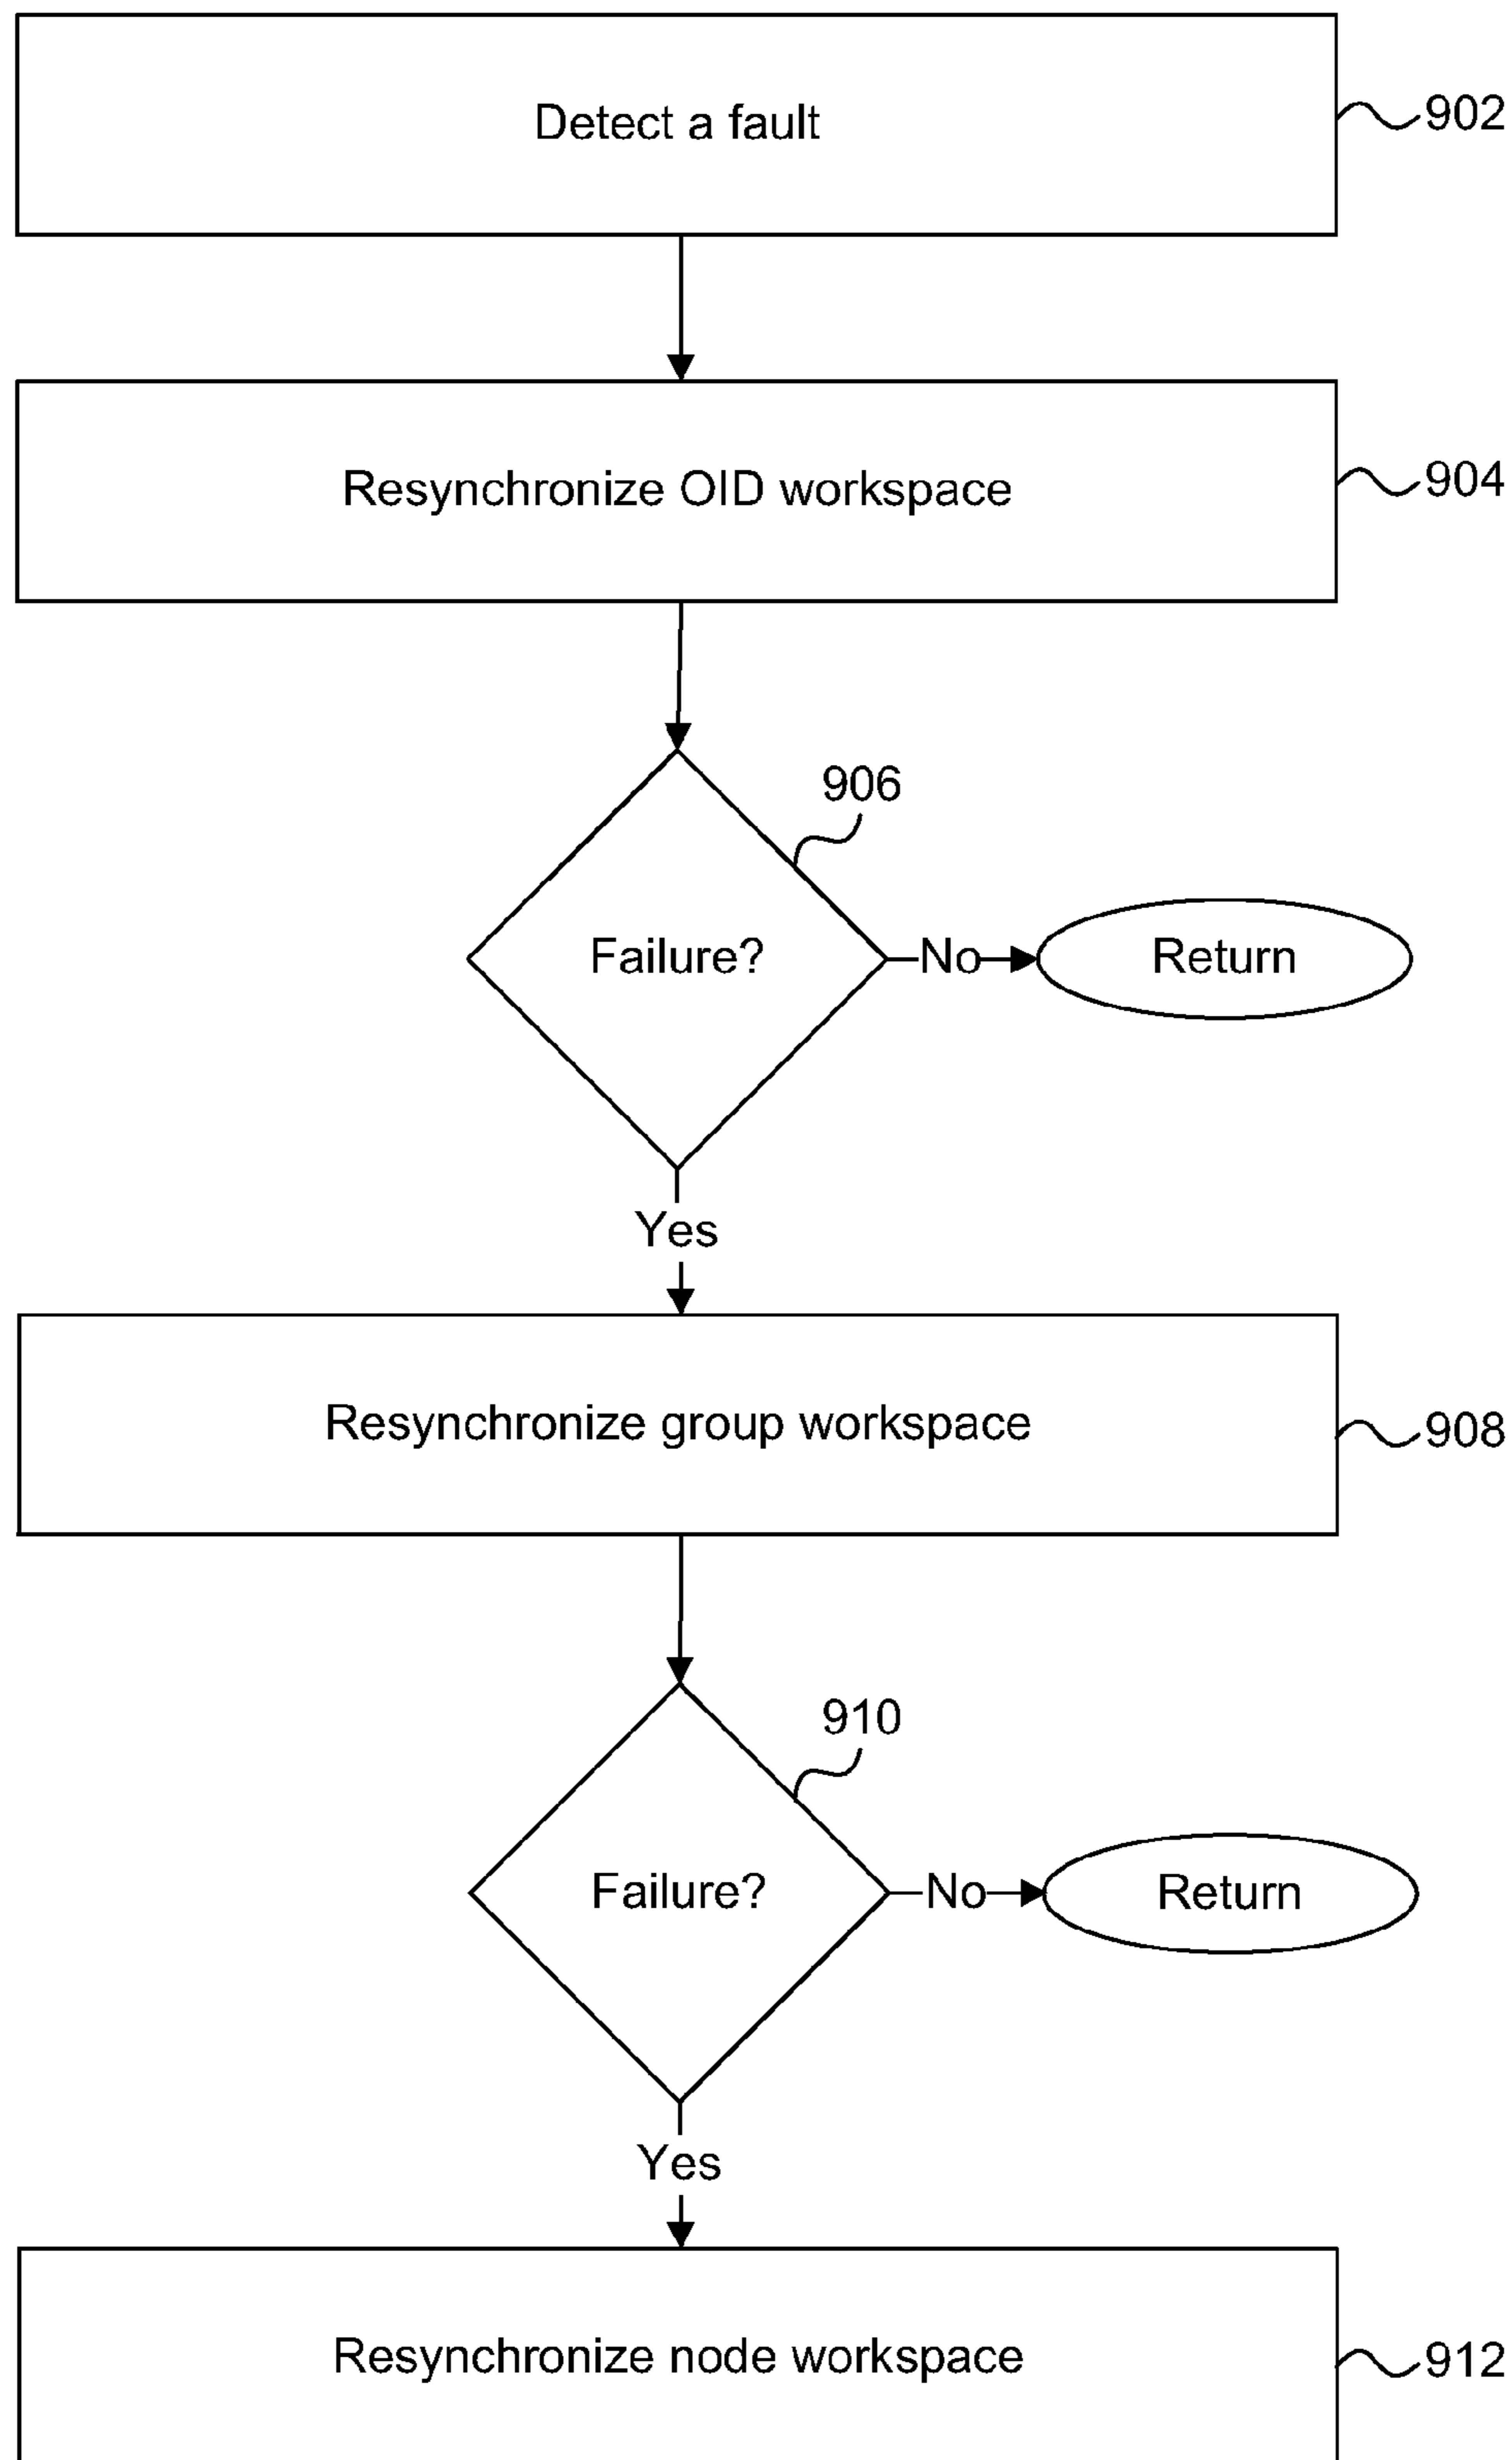 Detect a fault
902
Resynchronize OID workspace
904
906
Failure?
No
Return
Yes
Resynchronize group workspace
908
910
Failure?
No
Return
Yes
Resynchronize node workspace
912